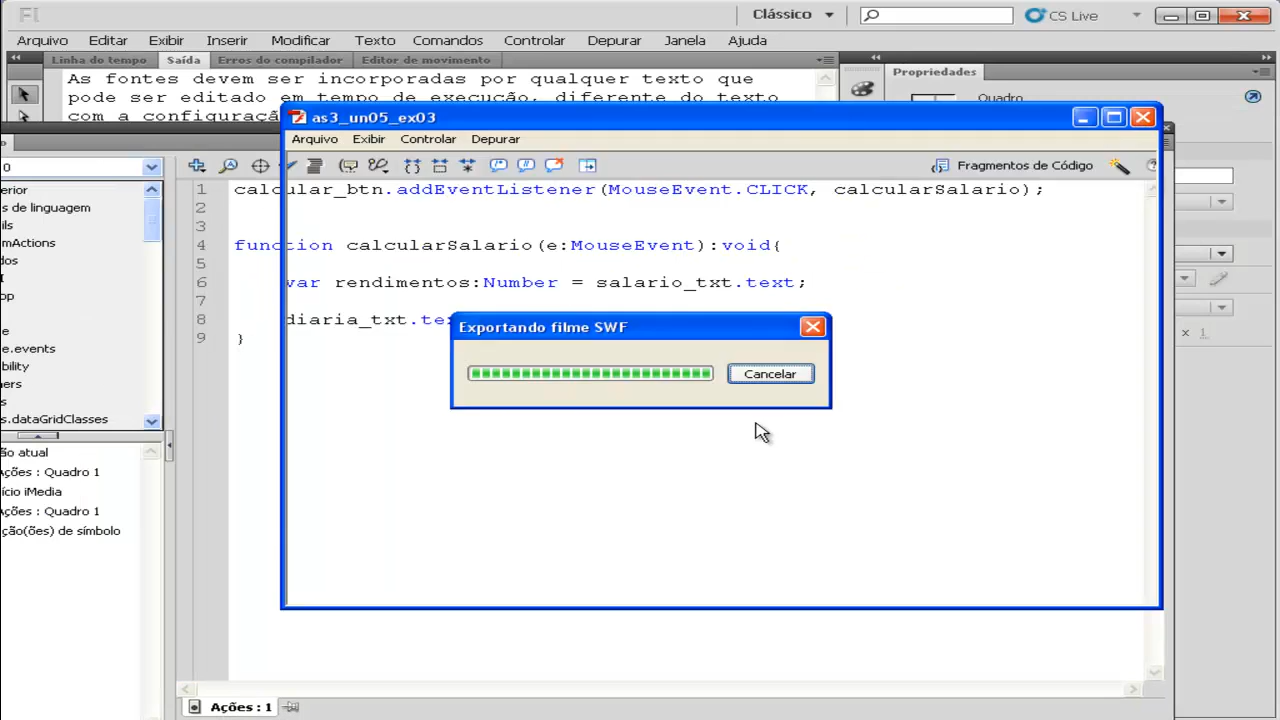 Fl
Clássico
CS Live
Arquivo Editar Exibir Inserir Modificar Texto Comandos Controlar Depurar Janela Ajuda
Linha do tempo Saída Erros do compilador Editor de movimento
Propriedades
As fontes devem ser incorporadas por qualquer texto que
pode ser editado em tempo de execução, diferente do texto
com a configuraçã
Quadro
as3_un05_ex03
Arquivo Exibir Controlar Depurar
0
Fragmentos de Código
erior
s de linguagem
ils
mActions
dos
I
op
e
e.events
bility
ners
s
s.dataGridClasses
1 calcular_btn.addEventListener(MouseEvent.CLICK, calcularSalario);
2
3
4 function calcularSalario(e:MouseEvent):void{
5
6 var rendimentos:Number = salario_txt.text;
7
8 diaria_txt.te
9 }
Exportando filme SWF
Cancelar
x 1.
ão atual
Ações : Quadro 1
ício iMedia
Ações : Quadro 1
ção(ões) de símbolo
Ações : 1